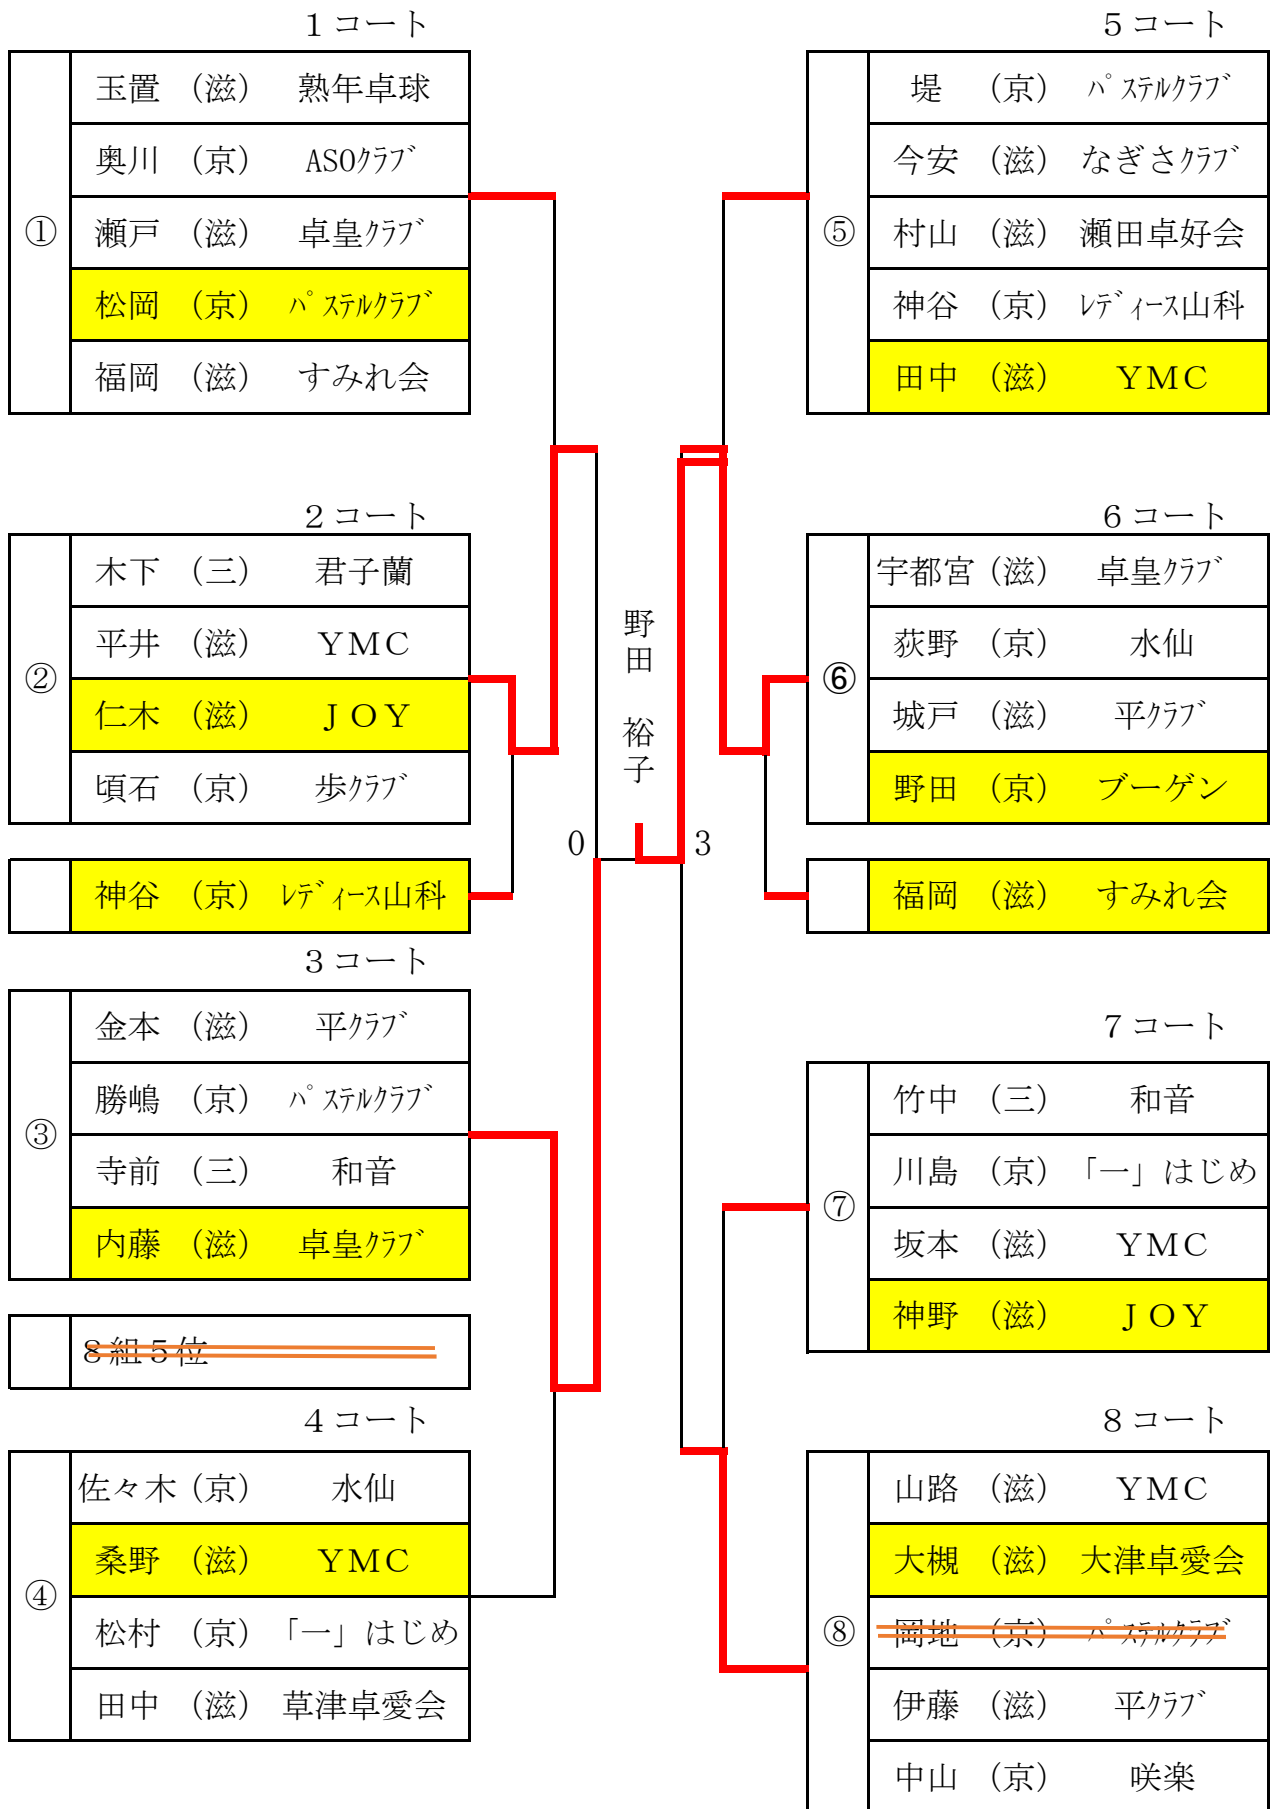 １コート
①
玉置 （滋） 熟年卓球
奥川 （京） ASOｸﾗﾌﾞ
瀬戸 （滋） 卓皇ｸﾗﾌﾞ
松岡 （京） ﾊﾟｽﾃﾙｸﾗﾌﾞ
福岡 （滋） すみれ会
２コート
②
木下 （三） 君子蘭
平井 （滋） ＹＭＣ
仁木 （滋） ＪＯＹ
頃石 （京） 歩ｸﾗﾌﾞ
神谷 （京） ﾚﾃﾞｨｰｽ山科
３コート
③
金本 （滋） 平ｸﾗﾌﾞ
勝嶋 （京） ﾊﾟｽﾃﾙｸﾗﾌﾞ
寺前 （三） 和音
内藤 （滋） 卓皇ｸﾗﾌﾞ
８組５位
４コート
④
佐々木 （京） 水仙
桑野 （滋） ＹＭＣ
松村 （京） 「一」はじめ
田中 （滋） 草津卓愛会
野田 裕子
0
3
５コート
⑤
堤 （京） ﾊﾟｽﾃﾙｸﾗﾌﾞ
今安 （滋） なぎさｸﾗﾌﾞ
村山 （滋） 瀬田卓好会
神谷 （京） ﾚﾃﾞｨｰｽ山科
田中 （滋） ＹＭＣ
６コート
⑥
宇都宮 （滋） 卓皇ｸﾗﾌﾞ
荻野 （京） 水仙
城戸 （滋） 平ｸﾗﾌﾞ
野田 （京） ブーゲン
福岡 （滋） すみれ会
７コート
⑦
竹中 （三） 和音
川島 （京） 「一」はじめ
坂本 （滋） ＹＭＣ
神野 （滋） ＪＯＹ
８コート
⑧
山路 （滋） ＹＭＣ
大槻 （滋） 大津卓愛会
岡地 （京） ﾊﾟｽﾃﾙｸﾗﾌﾞ
伊藤 （滋） 平ｸﾗﾌﾞ
中山 （京） 咲楽